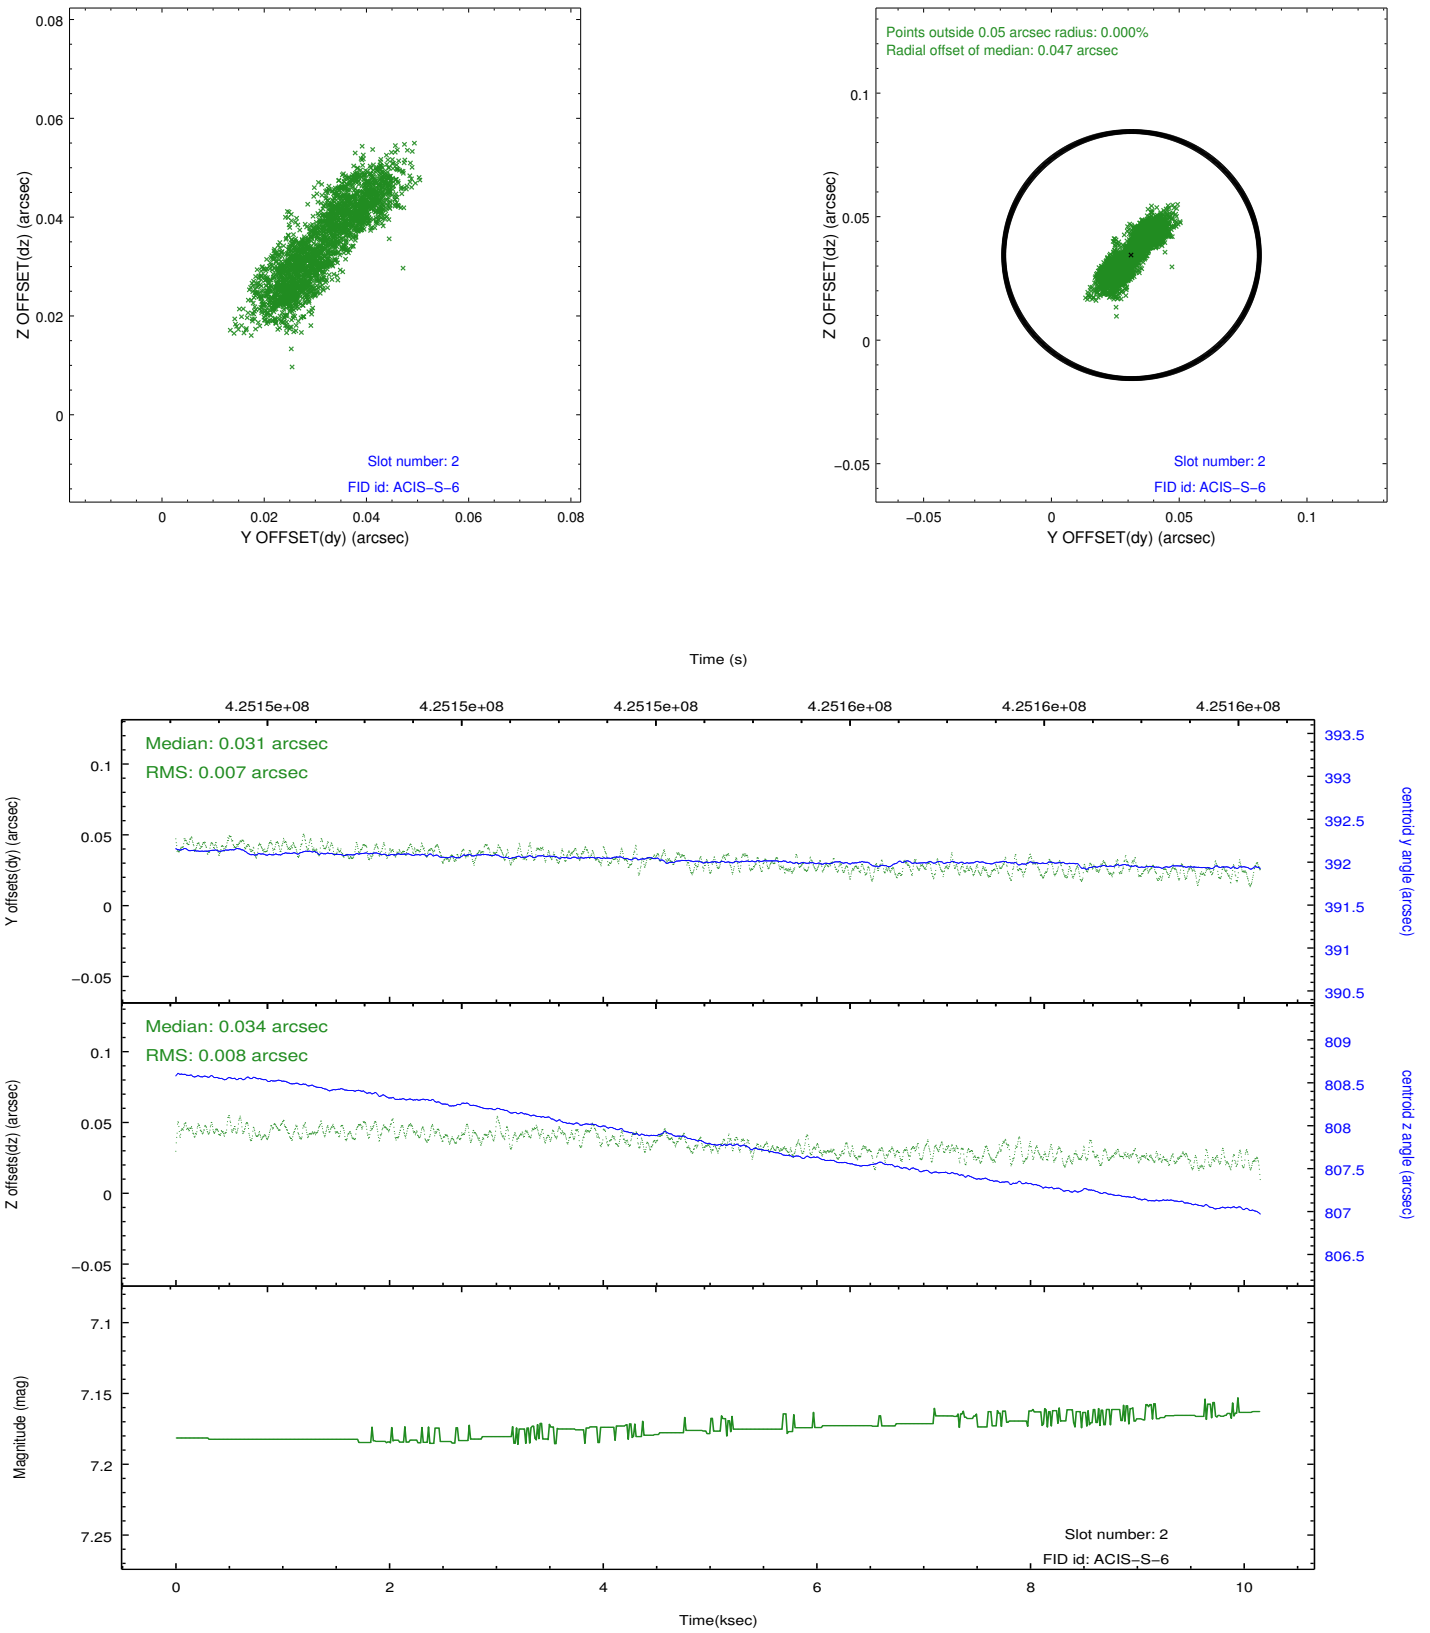 0.08
0.06
0.04
0.02
0
Z OFFSET(dz) (arcsec)
Slot number: 2
FID id: ACIS−S−6
0 0.02 0.04 0.06 0.08
Y OFFSET(dy) (arcsec)
Points outside 0.05 arcsec radius: 0.000%
Radial offset of median: 0.047 arcsec
0.1
0.05
0
−0.05
Z OFFSET(dz) (arcsec)
Slot number: 2
FID id: ACIS−S−6
−0.05 0 0.05 0.1
Y OFFSET(dy) (arcsec)
Time (s)
4.2515e+08 4.2515e+08 4.2515e+08 4.2516e+08 4.2516e+08 4.2516e+08
Median: 0.031 arcsec
RMS: 0.007 arcsec
0.1
0.05
0
−0.05
Y offsets(dy) (arcsec)
393.5
393
392.5
392
391.5
391
390.5
centroid y angle (arcsec)
Median: 0.034 arcsec
RMS: 0.008 arcsec
0.1
0.05
0
−0.05
Z offsets(dz) (arcsec)
809
808.5
808
807.5
807
806.5
centroid z angle (arcsec)
7.1
7.15
7.2
7.25
Magnitude (mag)
Slot number: 2
FID id: ACIS−S−6
0 2 4 6 8 10
Time(ksec)